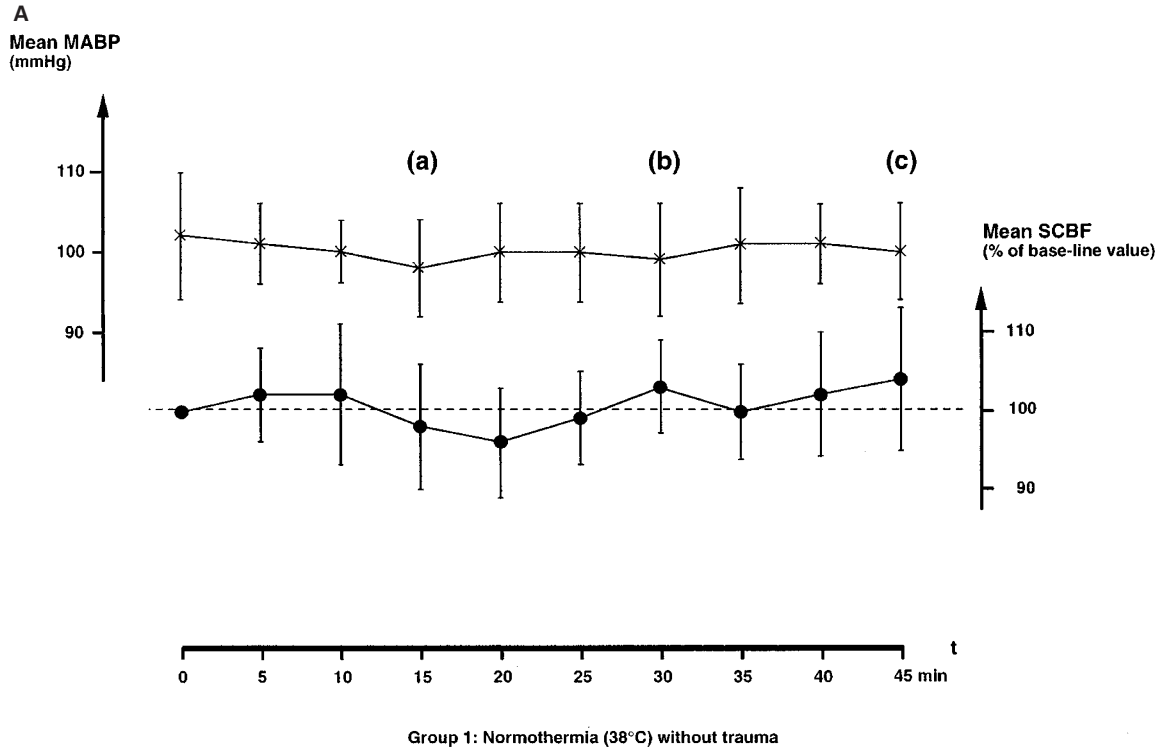 A
Mean MABP
(mmHg)
110
100
90
(a) (b) (c)
Mean SCBF
(% of base-line value)
110
100
90
t
0 5 10 15 20 25 30 35 40 45 min
Group 1: Normothermia (38°C) without trauma